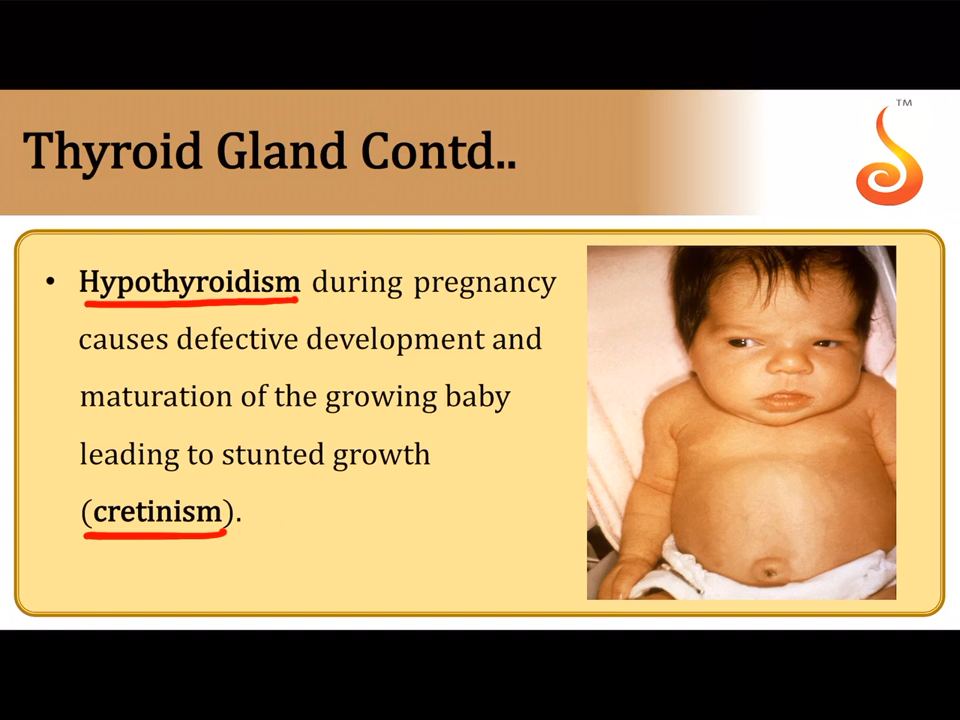 TM
Thyroid Gland Contd..
• Hypothyroidism during pregnancy
causes defective development and
maturation of the growing baby
leading to stunted growth
(cretinism).